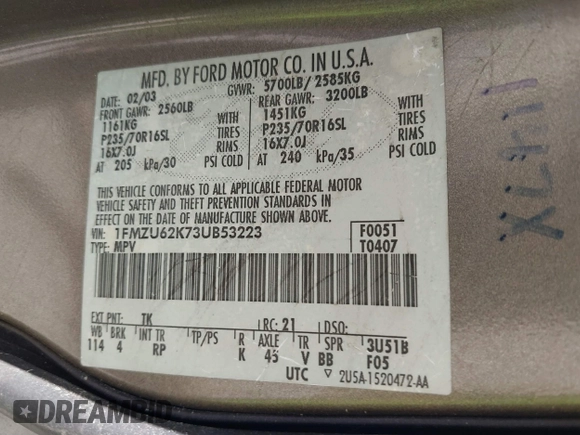 MFD. BY FORD MOTOR CO. IN U.S.A.
DATE: 02/03 GVWR: 5700LB/ 2585KG
FRONT GAWR: 2560LB REAR GAWR: 3200LB
1161KG WITH 1451KG WITH
P235/70R16SL TIRES P235/70R16SL TIRES
16X7.0J RIMS 16X7.0J RIMS
AT 205 kPa/30 PSI COLD AT 240 kPa/35 PSI COLD
THIS VEHICLE CONFORMS TO ALL APPLICABLE FEDERAL MOTOR
VEHICLE SAFETY AND THEFT PREVENTION STANDARDS IN EFFECT
ON THE DATE OF MANUFACTURE SHOWN ABOVE.
VIN: 1FMZU62K73UB53223 F0051
TYPE: MPV T0407
EXT PNT: TK RC: 21 DSO:
WB BRK INT TR TP/PS R AXLE TR SPR 3U51B
114 4 RP K 45 V BB F05
UTC ▽ 2U5A-1520472-AA
DREAMBID